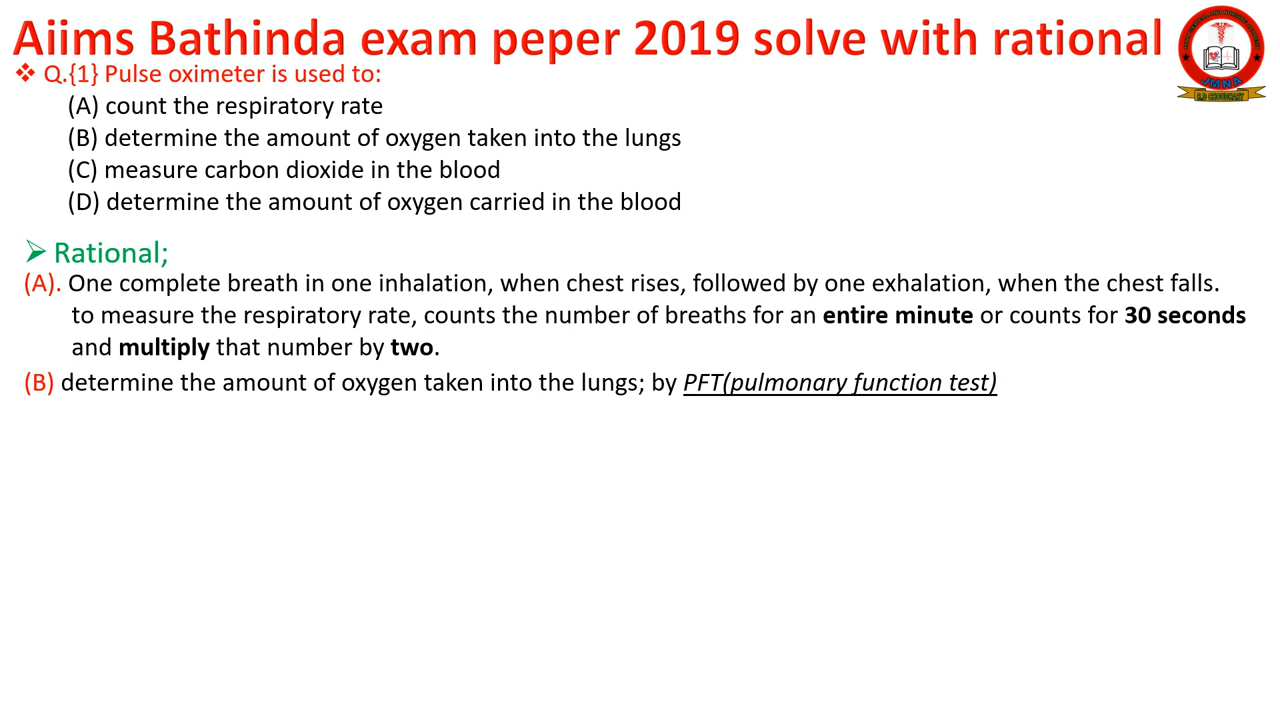 Aiims Bathinda exam peper 2019 solve with rational
❖ Q.{1} Pulse oximeter is used to:
(A) count the respiratory rate
(B) determine the amount of oxygen taken into the lungs
(C) measure carbon dioxide in the blood
(D) determine the amount of oxygen carried in the blood
➢ Rational;
(A). One complete breath in one inhalation, when chest rises, followed by one exhalation, when the chest falls.
to measure the respiratory rate, counts the number of breaths for an entire minute or counts for 30 seconds
and multiply that number by two.
(B) determine the amount of oxygen taken into the lungs; by PFT(pulmonary function test)
JMNA